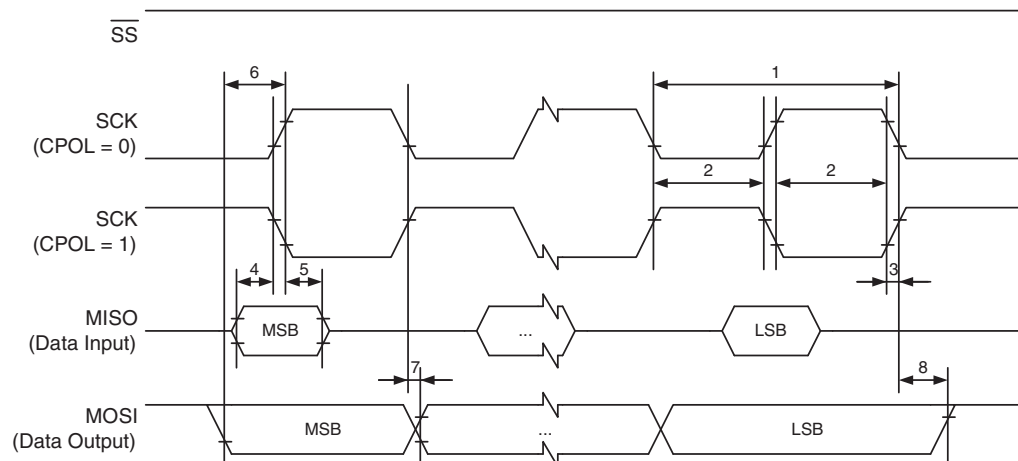 SS
6
1
SCK
(CPOL = 0)
2
2
SCK
(CPOL = 1)
4
5
3
MISO
(Data Input)
MSB
...
LSB
7
8
MOSI
(Data Output)
MSB
...
LSB